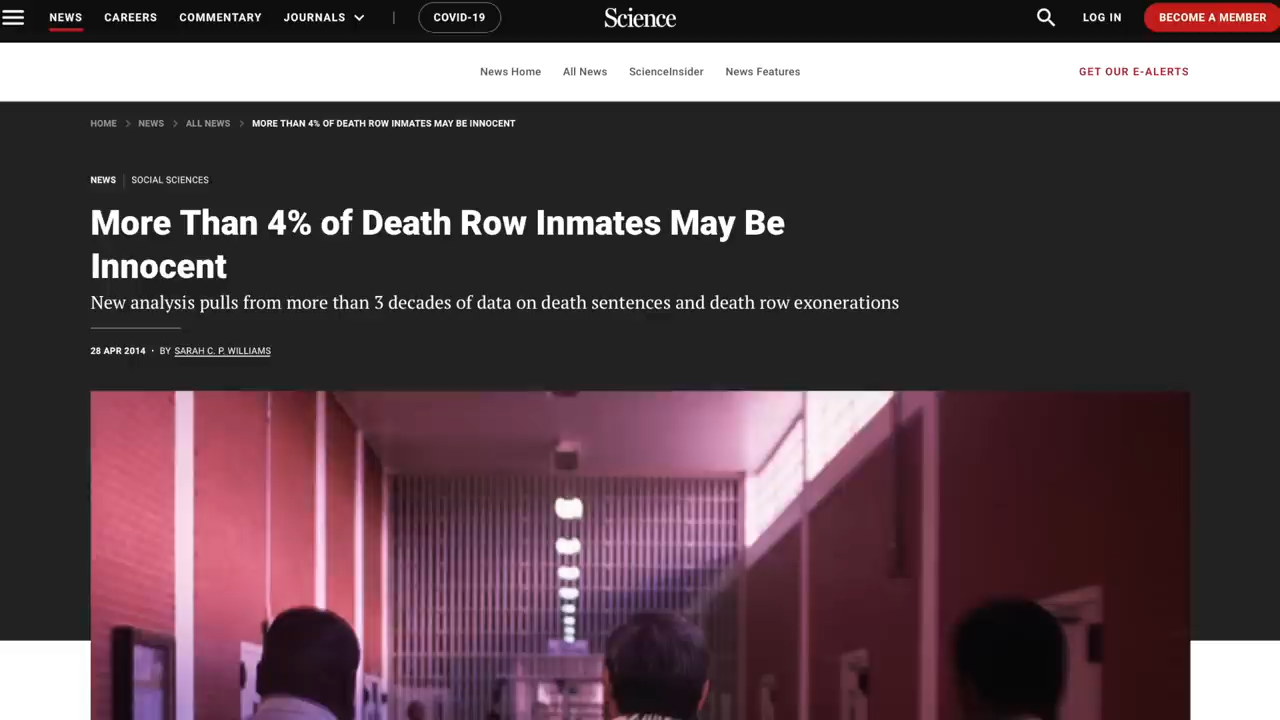 NEWS CAREERS COMMENTARY JOURNALS | COVID-19 Science LOG IN BECOME A MEMBER
News Home All News ScienceInsider News Features GET OUR E-ALERTS
HOME > NEWS > ALL NEWS > MORE THAN 4% OF DEATH ROW INMATES MAY BE INNOCENT
NEWS | SOCIAL SCIENCES
More Than 4% of Death Row Inmates May Be
Innocent
New analysis pulls from more than 3 decades of data on death sentences and death row exonerations
28 APR 2014 · BY SARAH C. P. WILLIAMS